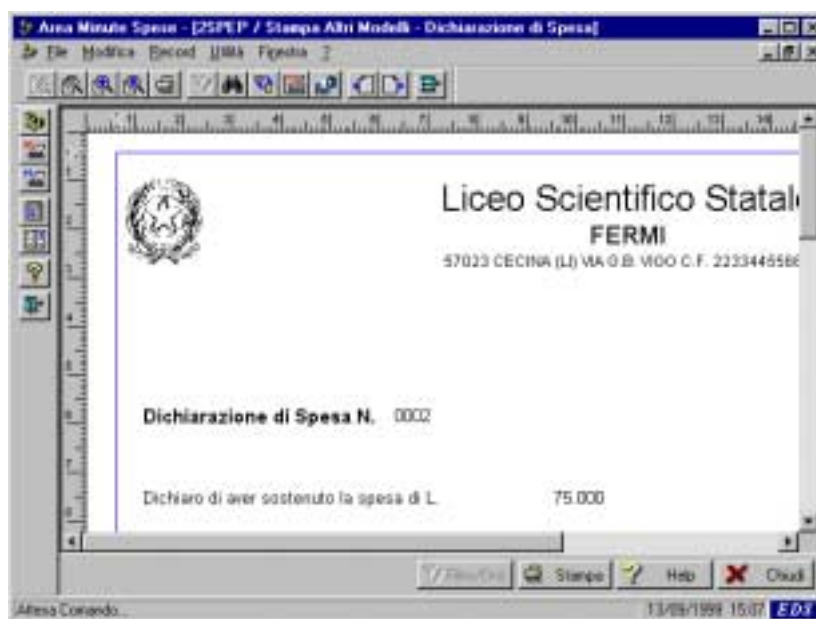 Area Minute Spese - [2SPEP / Stampa Altri Modelli - Dichiarazione di Spesa]
File Modifica Record Utilità Finestra ?
Liceo Scientifico Statale
FERMI
57023 CECINA (LI) VIA G.B. VICO C.F.
Dichiarazione di Spesa N. 0002
Dichiaro di aver sostenuto la spesa di L. 75.000
Stampa Help Chiudi
Attesa Comando... 13/09/1999 15:07 EDS